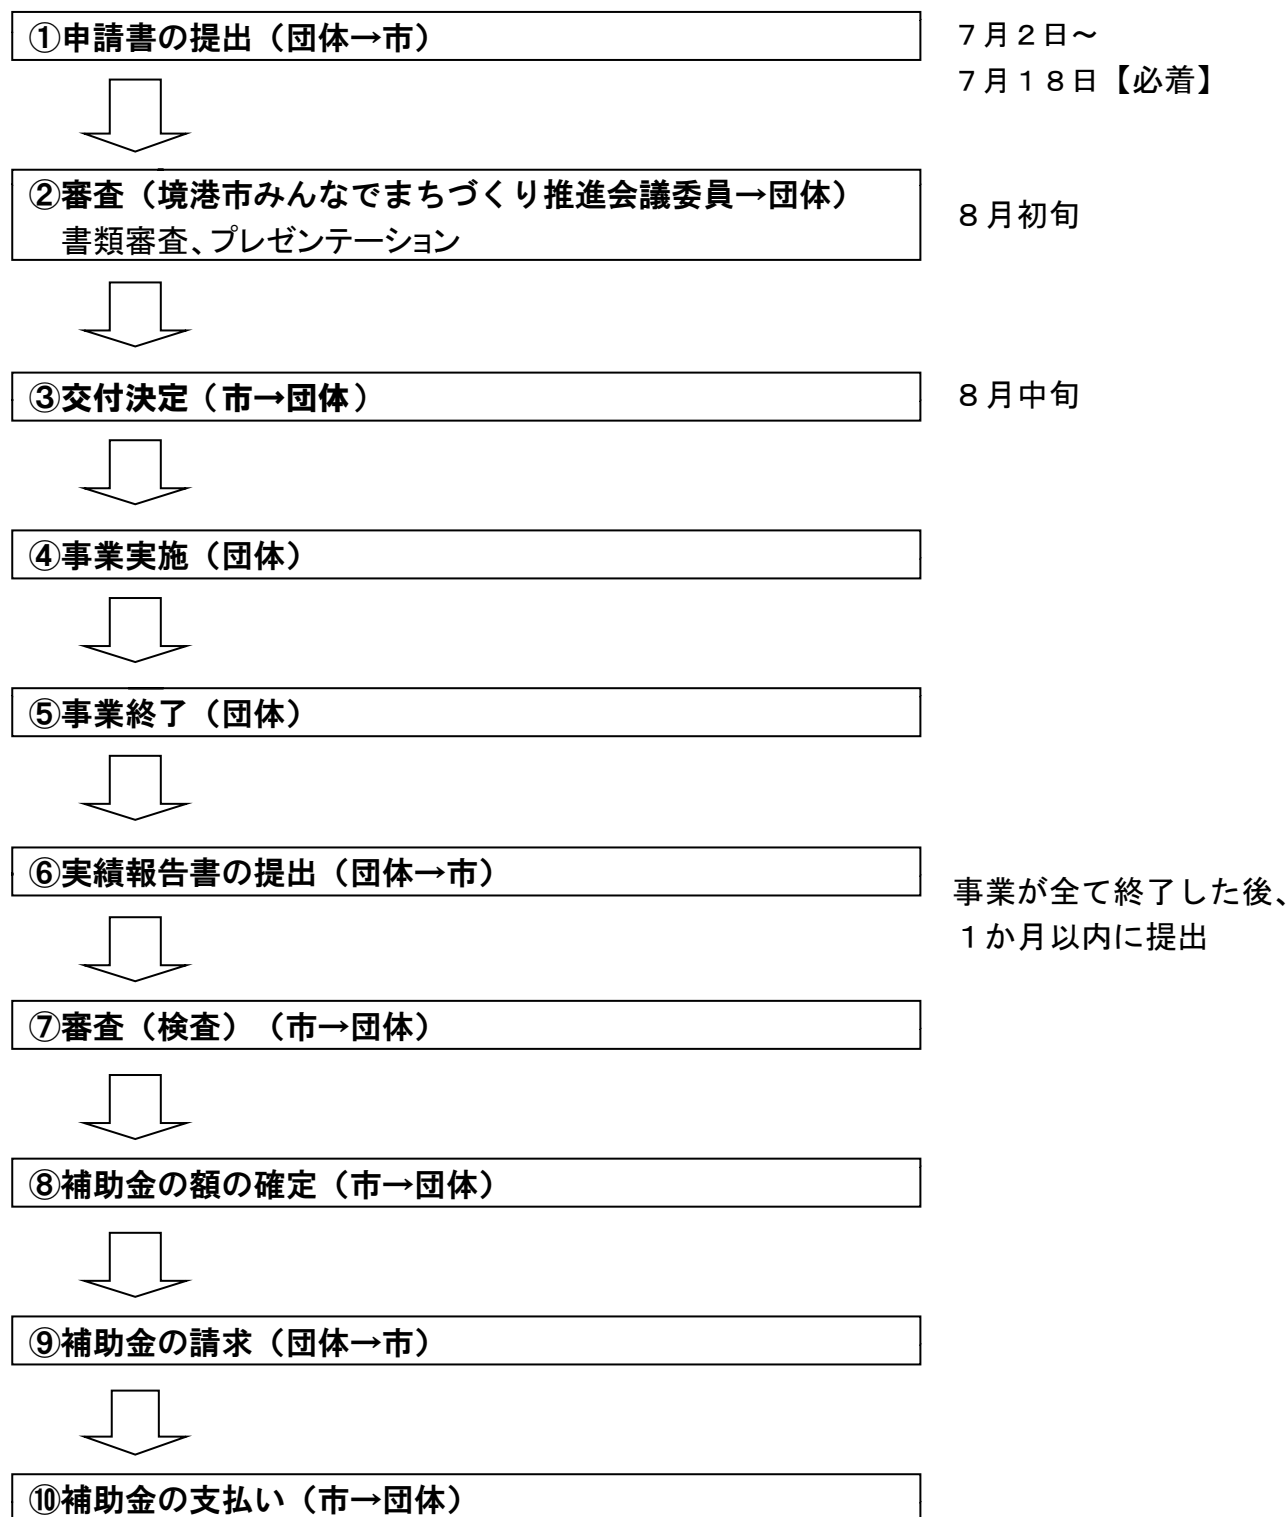 ①申請書の提出（団体→市）
７月２日～
７月１８日【必着】
②審査（境港市みんなでまちづくり推進会議委員→団体）
書類審査、プレゼンテーション
８月初旬
③交付決定（市→団体）
８月中旬
④事業実施（団体）
⑤事業終了（団体）
⑥実績報告書の提出（団体→市）
事業が全て終了した後、
１か月以内に提出
⑦審査（検査）（市→団体）
⑧補助金の額の確定（市→団体）
⑨補助金の請求（団体→市）
⑩補助金の支払い（市→団体）